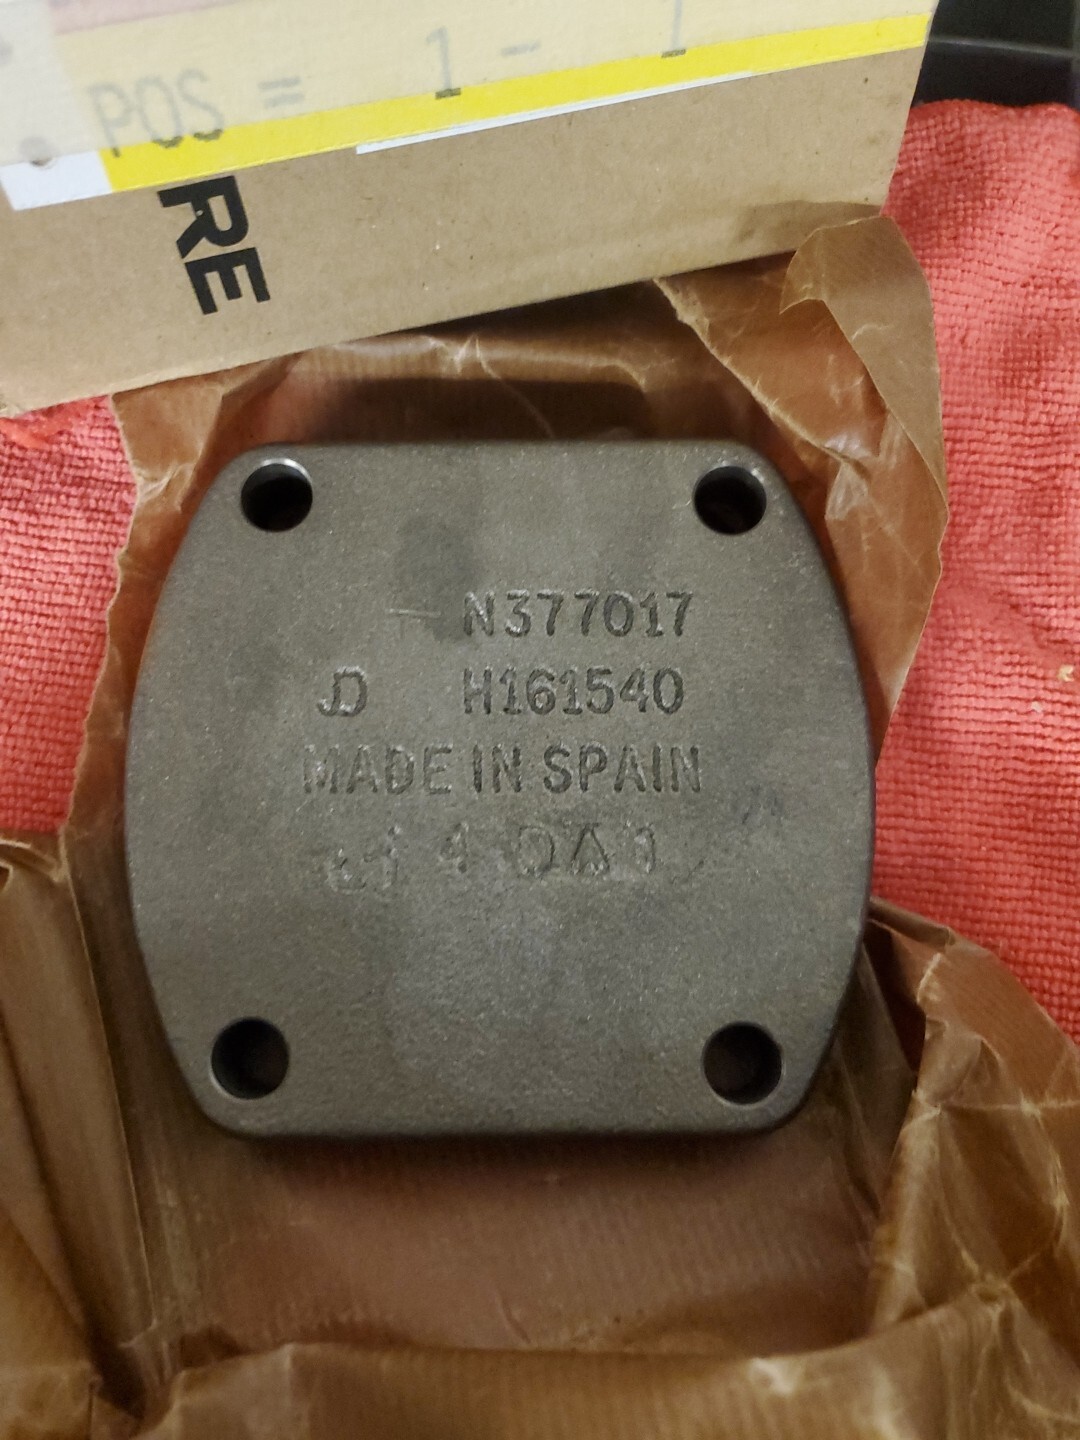 POS = 1 - 1
RE
N377017
JD H161540
MADE IN SPAIN